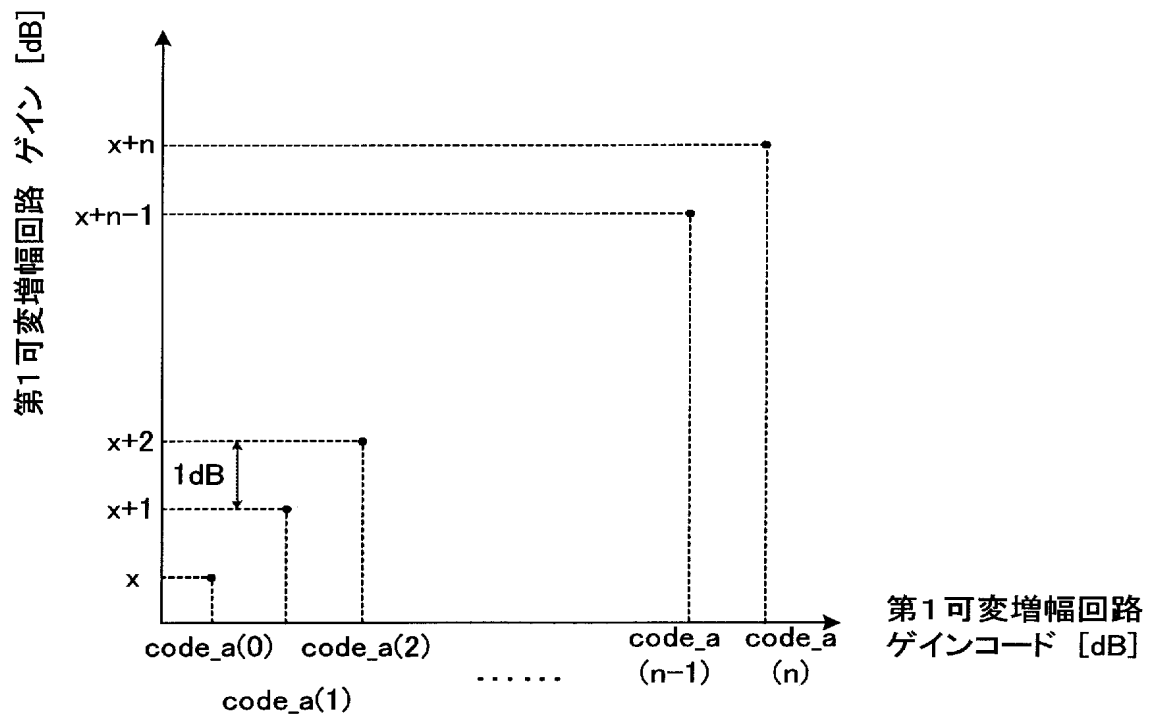 第1可変増幅回路 ゲイン [dB]
x+n
x+n-1
x+2
1dB
x+1
x
code_a(0)
code_a(1)
code_a(2)
......
code_a
(n-1)
code_a
(n)
第1可変増幅回路
ゲインコード [dB]